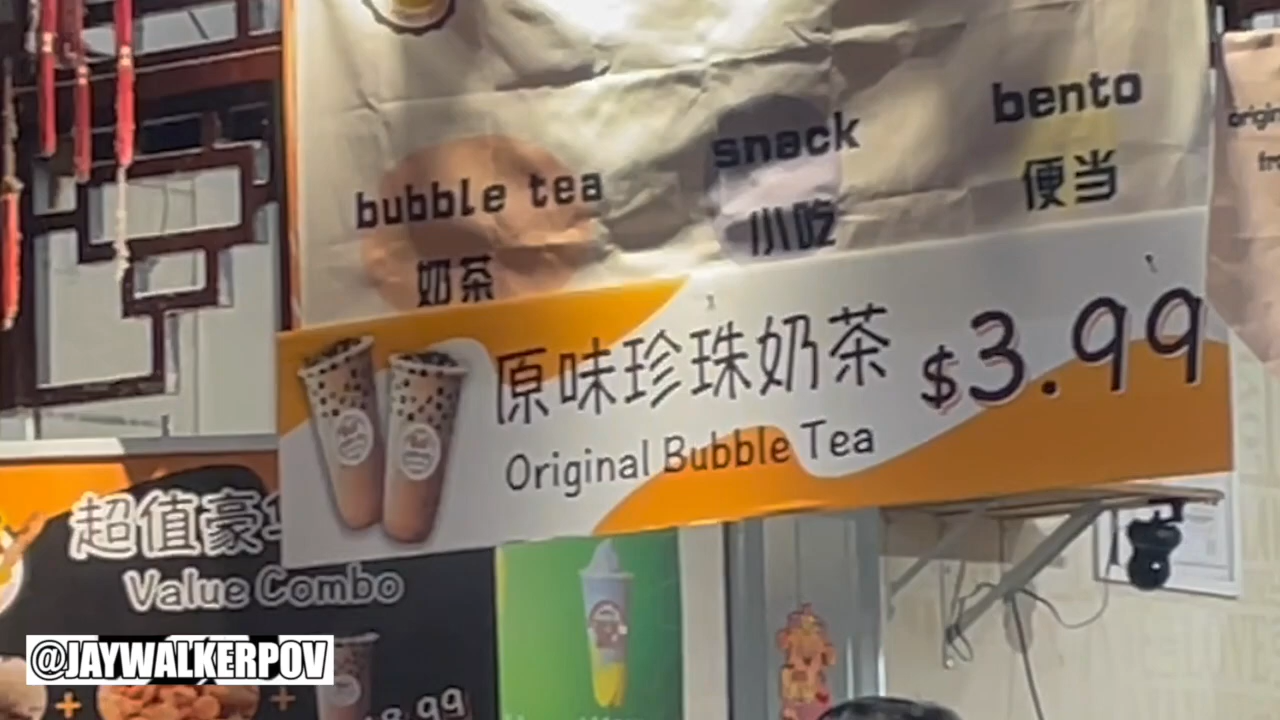 bubble tea
奶茶
snack
小吃
bento
便当
原味珍珠奶茶
$3.99
Original Bubble Tea
超值豪
Value Combo
@JAYWALKERPOV